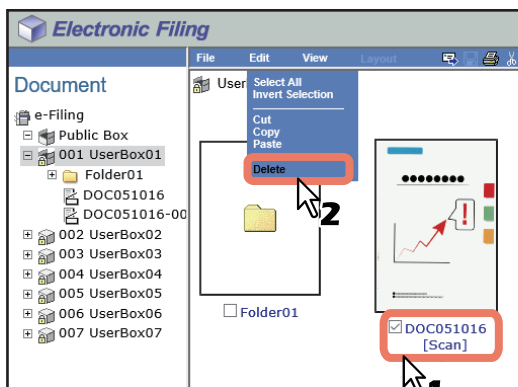 Electronic Filing
File Edit View Layout
Document
e-Filing
Public Box
001 UserBox01
Folder01
DOC051016
DOC051016-00
002 UserBox02
003 UserBox03
004 UserBox04
005 UserBox05
006 UserBox06
007 UserBox07
User
Select All
Invert Selection
Cut
Copy
Paste
Delete
2
Folder01
!
DOC051016
[Scan]